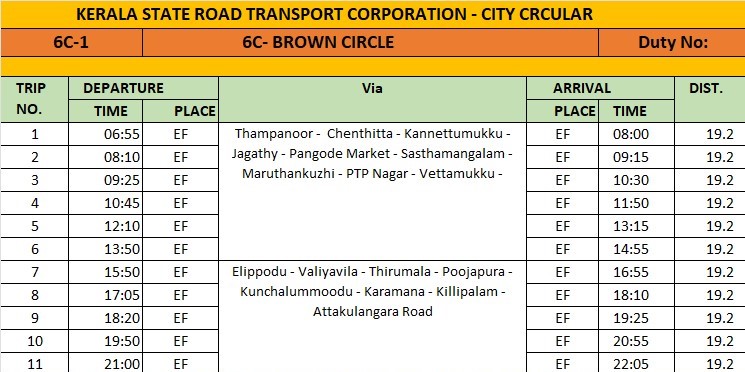 KERALA STATE ROAD TRANSPORT CORPORATION - CITY CRCULAR
6C-1 6C- BROWN CIRCLE Duty No:
TRIP NO. DEPARTURE Via ARRIVAL DIST.
TIME PLACE PLACE TIME
1 06:55 EF Thampanoor - Chenthitta - Kannettumukku - EF 08:00 19.2
2 08:10 EF Jagathy - Pangode Market - Sasthamangalam - EF 09:15 19.2
3 09:25 EF Maruthankuzhi - PTP Nagar - Vettamukku - EF 10:30 19.2
4 10:45 EF EF 11:50 19.2
5 12:10 EF EF 13:15 19.2
6 13:50 EF EF 14:55 19.2
7 15:50 EF Elippodu - Valiyavila - Thirumala - Poojapura - EF 16:55 19.2
8 17:05 EF Kunchalummoodu - Karamana - Killipalam - EF 18:10 19.2
9 18:20 EF Attakulangara Road EF 19:25 19.2
10 19:50 EF EF 20:55 19.2
11 21:00 EF EF 22:05 19.2